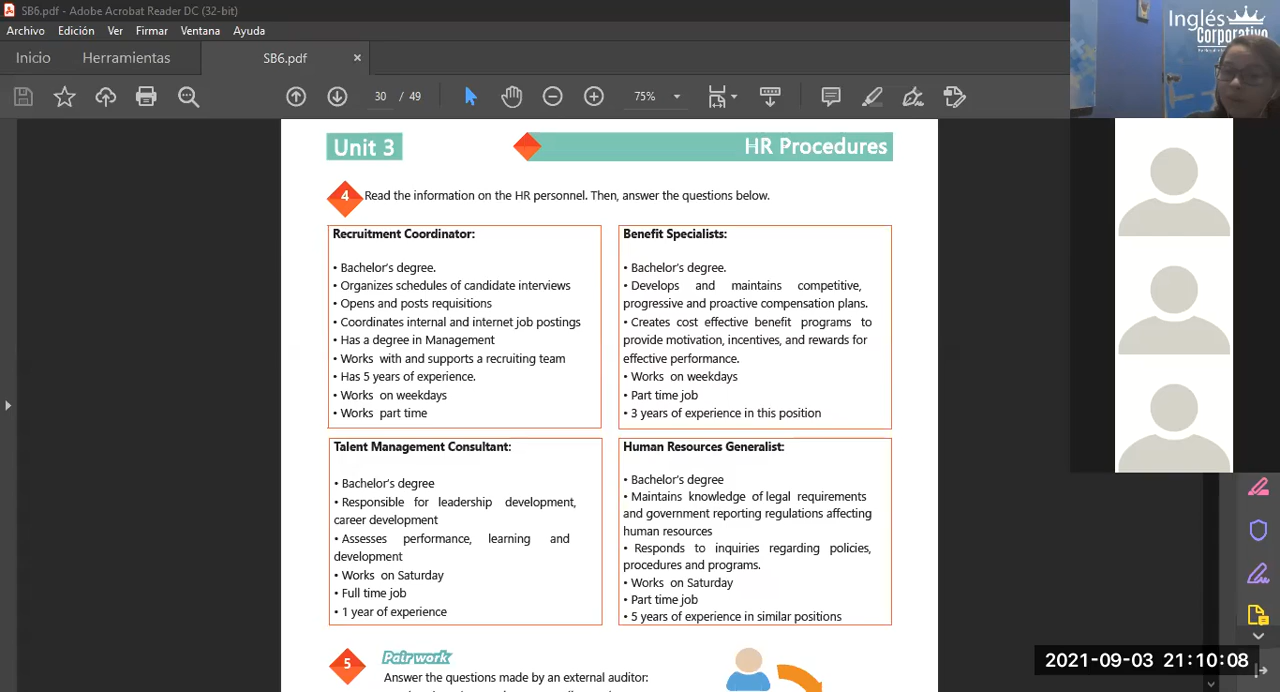 SB6.pdf - Adobe Acrobat Reader DC (32-bit)
Archivo Edición Ver Firmar Ventana Ayuda
Inicio Herramientas SB6.pdf ×
30 / 49 75%
Inglés
Corporativo
Unit 3
HR Procedures
4 Read the information on the HR personnel. Then, answer the questions below.
Recruitment Coordinator:
• Bachelor's degree.
• Organizes schedules of candidate interviews
• Opens and posts requisitions
• Coordinates internal and internet job postings
• Has a degree in Management
• Works with and supports a recruiting team
• Has 5 years of experience.
• Works on weekdays
• Works part time
Benefit Specialists:
• Bachelor's degree.
• Develops and maintains competitive,
progressive and proactive compensation plans.
• Creates cost effective benefit programs to
provide motivation, incentives, and rewards for
effective performance.
• Works on weekdays
• Part time job
• 3 years of experience in this position
Talent Management Consultant:
• Bachelor's degree
• Responsible for leadership development,
career development
• Assesses performance, learning and
development
• Works on Saturday
• Full time job
• 1 year of experience
Human Resources Generalist:
• Bachelor's degree
• Maintains knowledge of legal requirements
and government reporting regulations affecting
human resources
• Responds to inquiries regarding policies,
procedures and programs.
• Works on Saturday
• Part time job
• 5 years of experience in similar positions
5 Pair work
Answer the questions made by an external auditor:
2021-09-03 21:10:08